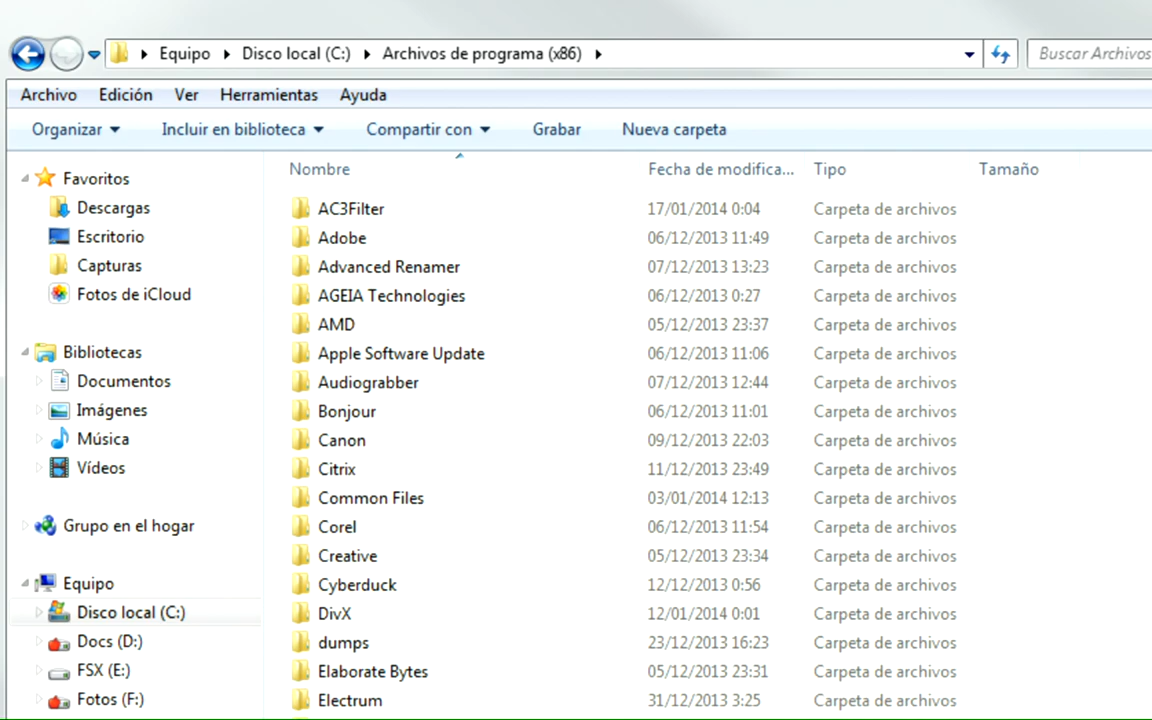 Equipo Disco local (C:) Archivos de programa (x86) Buscar Archivos
Archivo Edición Ver Herramientas Ayuda
Organizar Incluir en biblioteca Compartir con Grabar Nueva carpeta
Favoritos
Descargas
Escritorio
Capturas
Fotos de iCloud
Bibliotecas
Documentos
Imágenes
Música
Vídeos
Grupo en el hogar
Equipo
Disco local (C:)
Docs (D:)
FSX (E:)
Fotos (F:)
Nombre Fecha de modifica... Tipo Tamaño
AC3Filter 17/01/2014 0:04 Carpeta de archivos
Adobe 06/12/2013 11:49 Carpeta de archivos
Advanced Renamer 07/12/2013 13:23 Carpeta de archivos
AGEIA Technologies 06/12/2013 0:27 Carpeta de archivos
AMD 05/12/2013 23:37 Carpeta de archivos
Apple Software Update 06/12/2013 11:06 Carpeta de archivos
Audiograbber 07/12/2013 12:44 Carpeta de archivos
Bonjour 06/12/2013 11:01 Carpeta de archivos
Canon 09/12/2013 22:03 Carpeta de archivos
Citrix 11/12/2013 23:49 Carpeta de archivos
Common Files 03/01/2014 12:13 Carpeta de archivos
Corel 06/12/2013 11:54 Carpeta de archivos
Creative 05/12/2013 23:34 Carpeta de archivos
Cyberduck 12/12/2013 0:56 Carpeta de archivos
DivX 12/01/2014 0:01 Carpeta de archivos
dumps 23/12/2013 16:23 Carpeta de archivos
Elaborate Bytes 05/12/2013 23:31 Carpeta de archivos
Electrum 31/12/2013 3:25 Carpeta de archivos